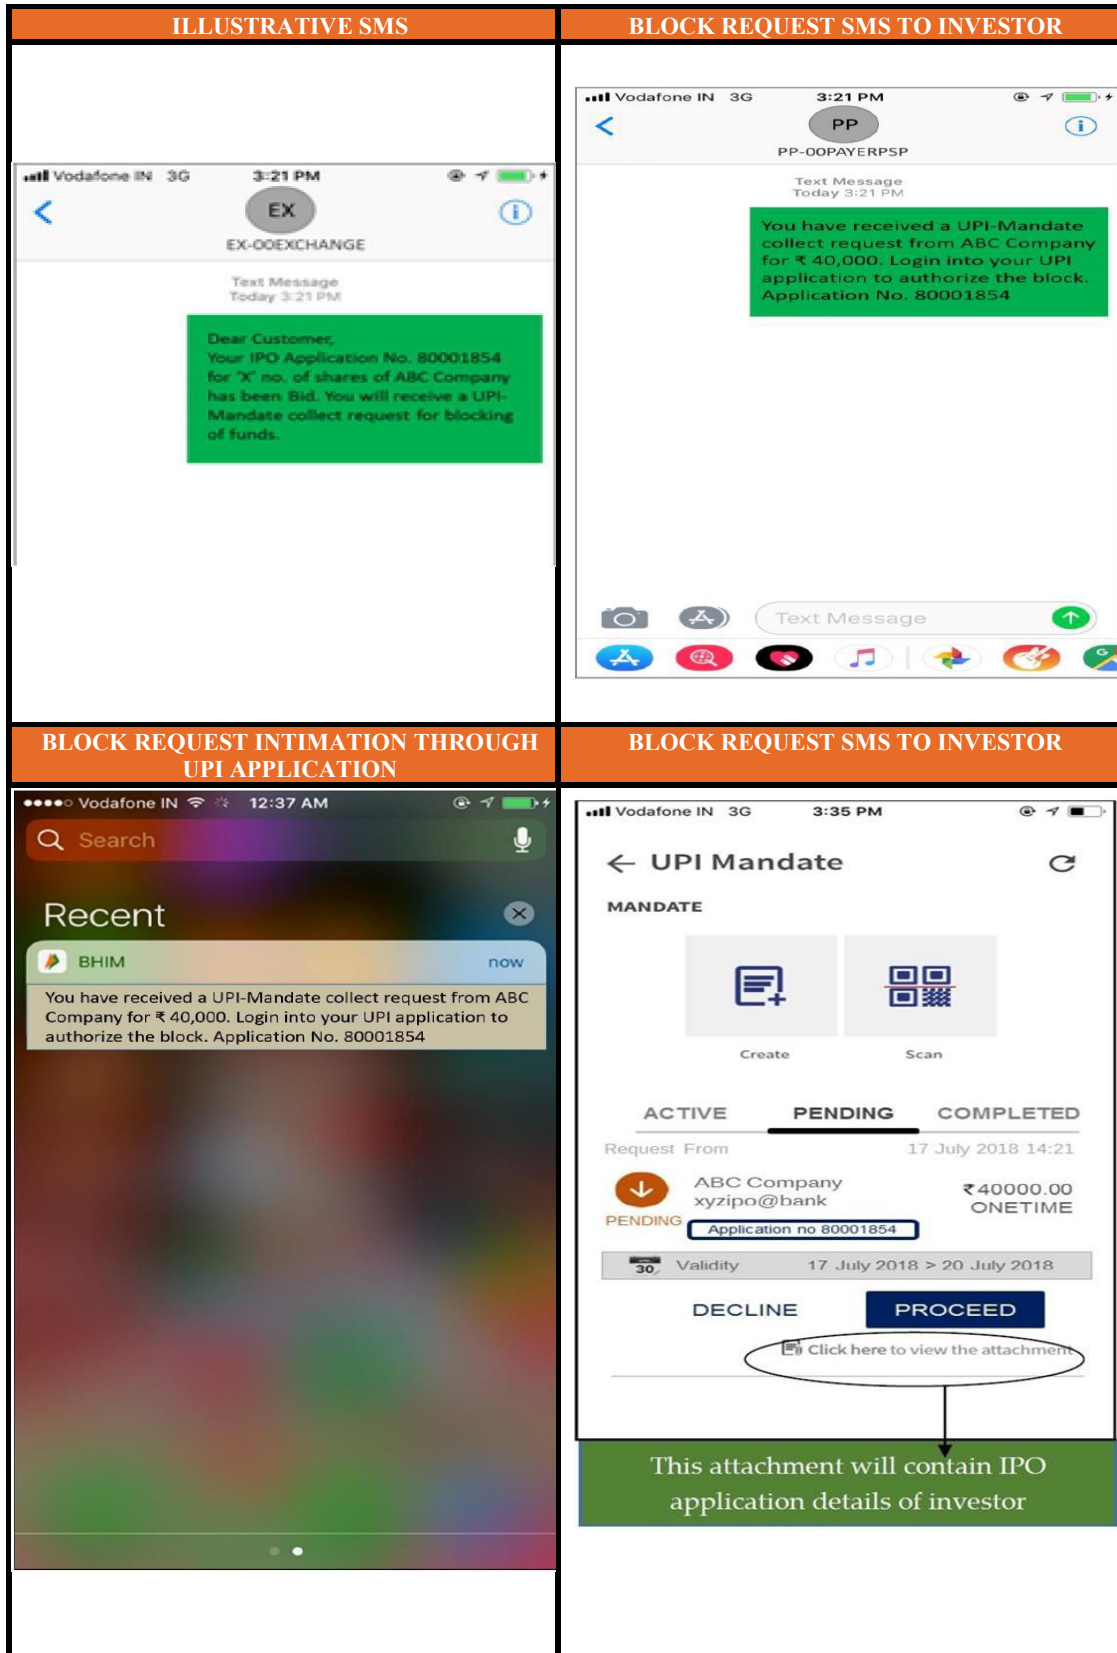 ILLUSTRATIVE SMS
BLOCK REQUEST SMS TO INVESTOR
Vodafone IN 3G 3:21 PM
EX
EX-00EXCHANGE
Text Message
Today 3:21 PM
Dear Customer,
Your IPO Application No. 80001854
for 'X' no. of shares of ABC Company
has been Bid. You will receive a UPI-
Mandate collect request for blocking
of funds.
Vodafone IN 3G 3:21 PM
PP
PP-00PAYERPSP
Text Message
Today 3:21 PM
You have received a UPI-Mandate
collect request from ABC Company
for ₹ 40,000. Login into your UPI
application to authorize the block.
Application No. 80001854
Text Message
BLOCK REQUEST INTIMATION THROUGH
UPI APPLICATION
BLOCK REQUEST SMS TO INVESTOR
Vodafone IN 12:37 AM
Search
Recent
BHIM now
You have received a UPI-Mandate collect request from ABC
Company for ₹ 40,000. Login into your UPI application to
authorize the block. Application No. 80001854
Vodafone IN 3G 3:35 PM
UPI Mandate
MANDATE
Create Scan
ACTIVE PENDING COMPLETED
Request From 17 July 2018 14:21
ABC Company ₹40000.00
xyzipo@bank ONETIME
PENDING
Application no 80001854
30 Validity 17 July 2018 > 20 July 2018
DECLINE PROCEED
Click here to view the attachment
This attachment will contain IPO
application details of investor